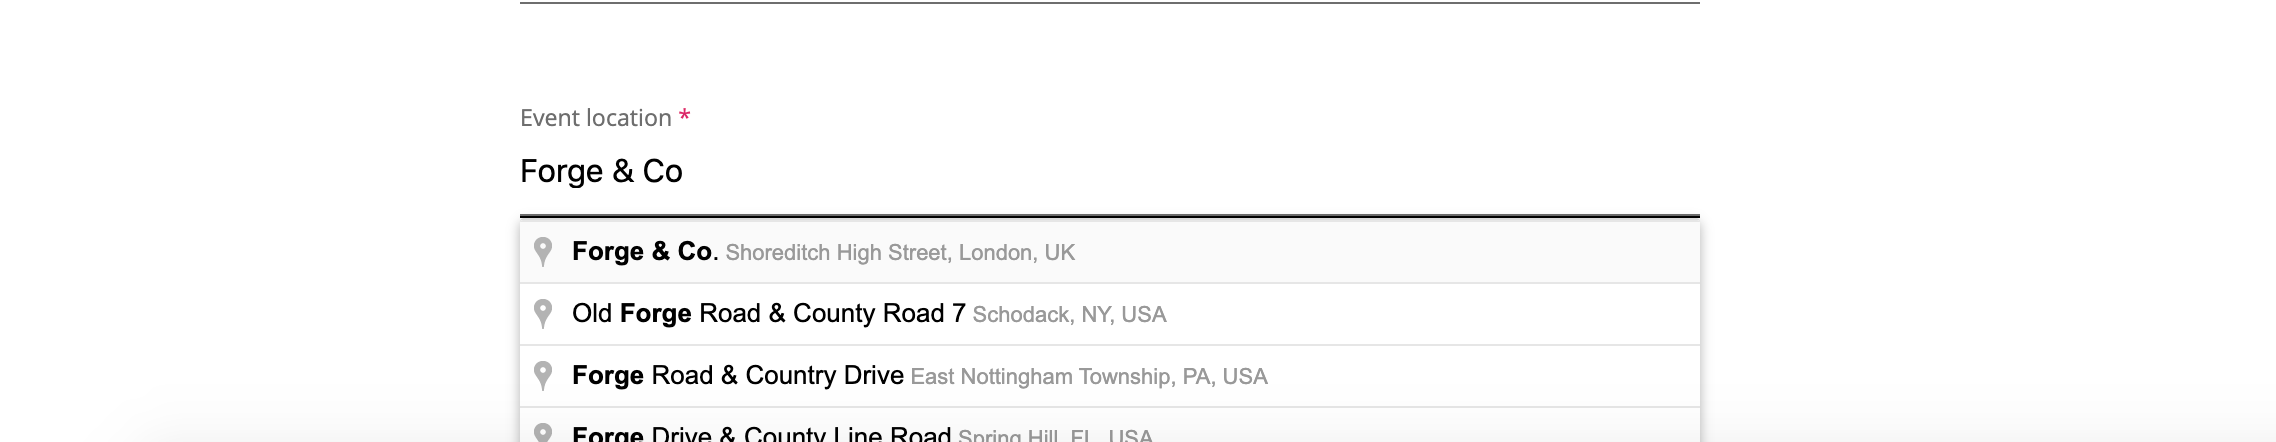 Event location *
Forge & Co
Forge & Co. Shoreditch High Street, London, UK
Old Forge Road & County Road 7 Schodack, NY, USA
Forge Road & Country Drive East Nottingham Township, PA, USA
Forge Drive & County Line Road Spring Hill, FL, USA